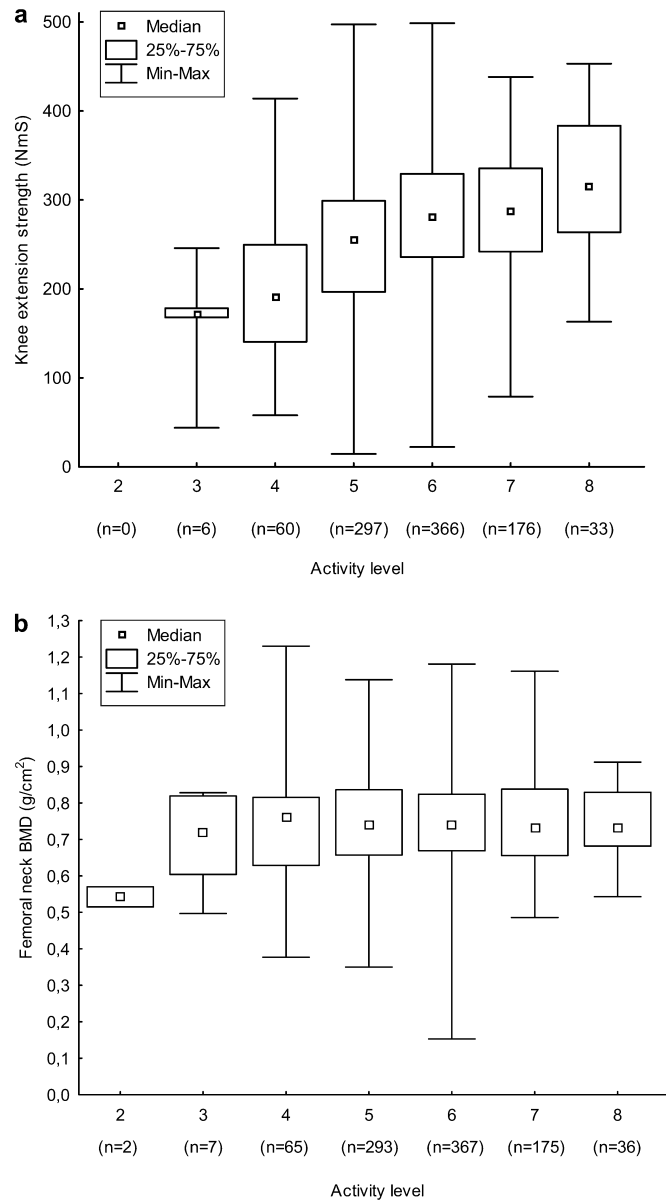 a
Median
25%-75%
Min-Max
Knee extension strength (NmS)
500
400
300
200
100
0
2 3 4 5 6 7 8
(n=0) (n=6) (n=60) (n=297) (n=366) (n=176) (n=33)
Activity level
b
Median
25%-75%
Min-Max
Femoral neck BMD (g/cm²)
1,3
1,2
1,1
1,0
0,9
0,8
0,7
0,6
0,5
0,4
0,3
0,2
0,1
0,0
2 3 4 5 6 7 8
(n=2) (n=7) (n=65) (n=293) (n=367) (n=175) (n=36)
Activity level